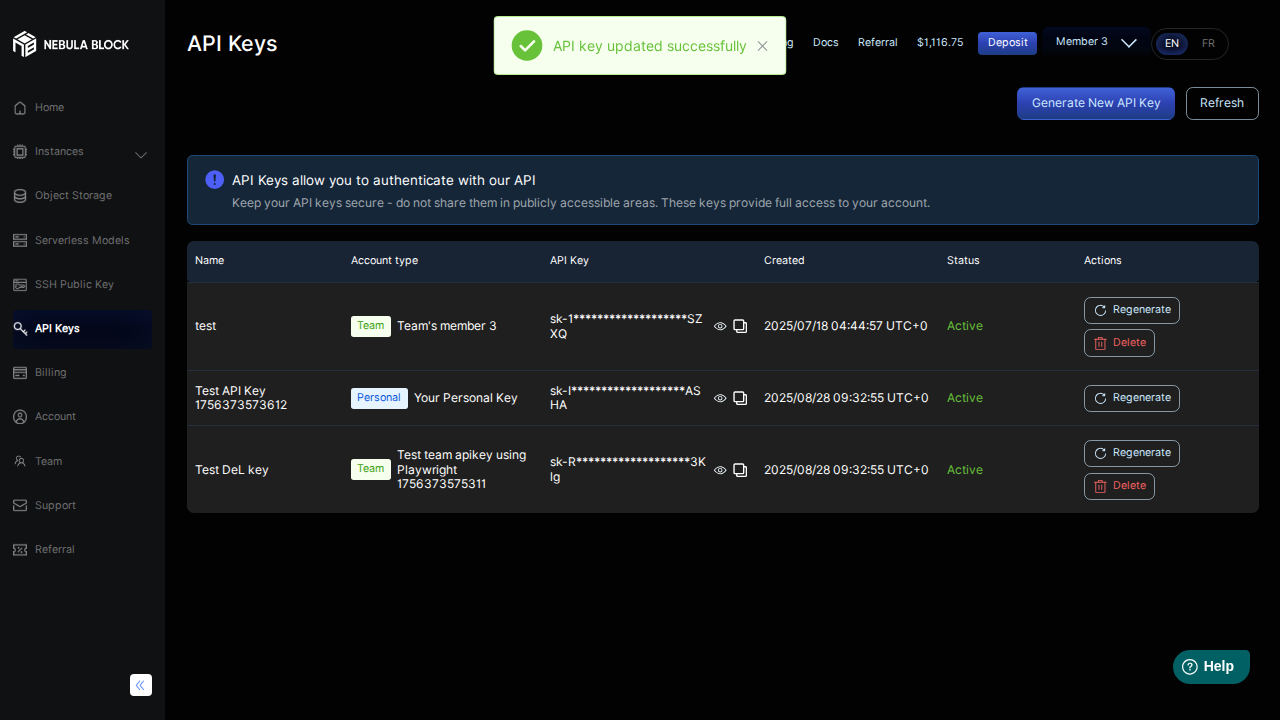 NEBULA BLOCK
Home
Instances
Object Storage
Serverless Models
SSH Public Key
API Keys
Billing
Account
Team
Support
Referral
API Keys
API key updated successfully
Docs
Referral
$1,116.75
Deposit
Member 3
EN
FR
Generate New API Key
Refresh
API Keys allow you to authenticate with our API
Keep your API keys secure - do not share them in publicly accessible areas. These keys provide full access to your account.
Name Account type API Key Created Status Actions
test Team Team's member 3 sk-1*******************SZ
XQ 2025/07/18 04:44:57 UTC+0 Active Regenerate
Delete
Test API Key
1756373573612 Personal Your Personal Key sk-I*******************AS
HA 2025/08/28 09:32:55 UTC+0 Active Regenerate
Test DeL key Team Test team apikey using
Playwright
1756373575311 sk-R*******************3K
Ig 2025/08/28 09:32:55 UTC+0 Active Regenerate
Delete
Help